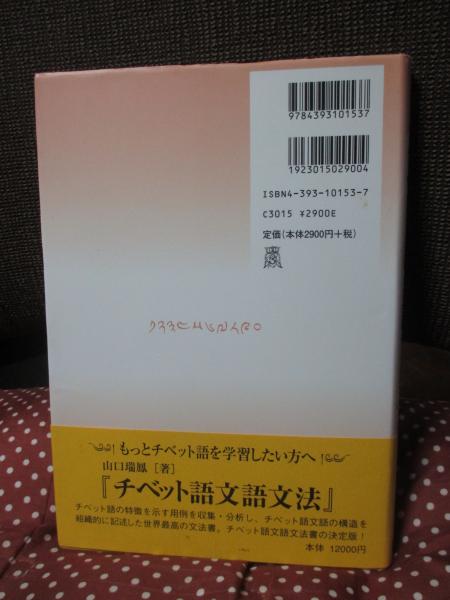 9784393101537
1923015029004
ISBN4-393-10153-7
C3015 ¥2900E
定価(本体2900円+税)
もっとチベット語を学習したい方へ
山口瑞鳳 [著]
『チベット語文語文法』
チベット語の特徴を示す用例を収集・分析し、チベット語文語の構造を
組織的に記述した世界最高の文法書。チベット語文語文法書の決定版!
本体 12000円